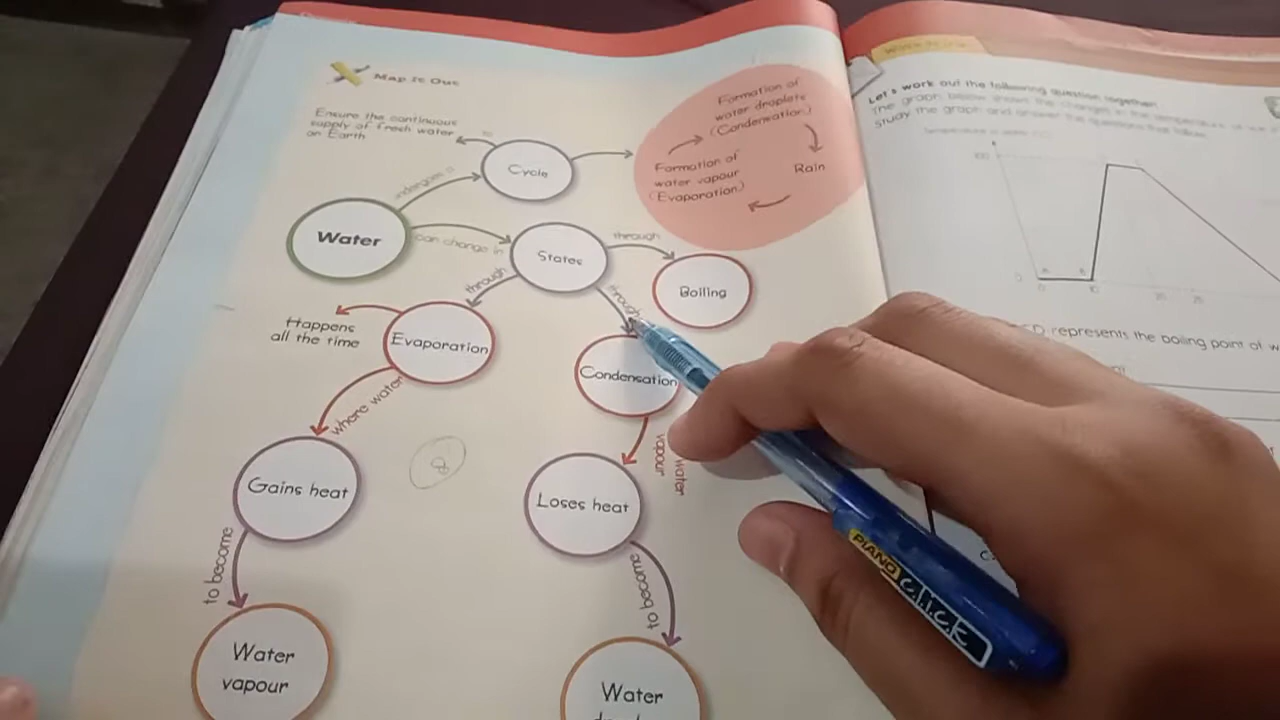 Map It Out
Ensure the continuous
supply of fresh water
on Earth
to
Cycle
undergoes a
Formation of
water droplets
(Condensation)
Formation of
water vapour
(Evaporation)
Rain
Water
can change in
States
through
Boiling
through
through
Happens
all the time
Evaporation
Condensation
where water
water
vapour
Gains heat
Loses heat
to become
to become
Water
vapour
Water
PIANO
click
Let's work out the following question together.
The graph below shows the changes in the temperature of
Study the graph and answer the questions that follow.
100
0
10
represents the boiling point of